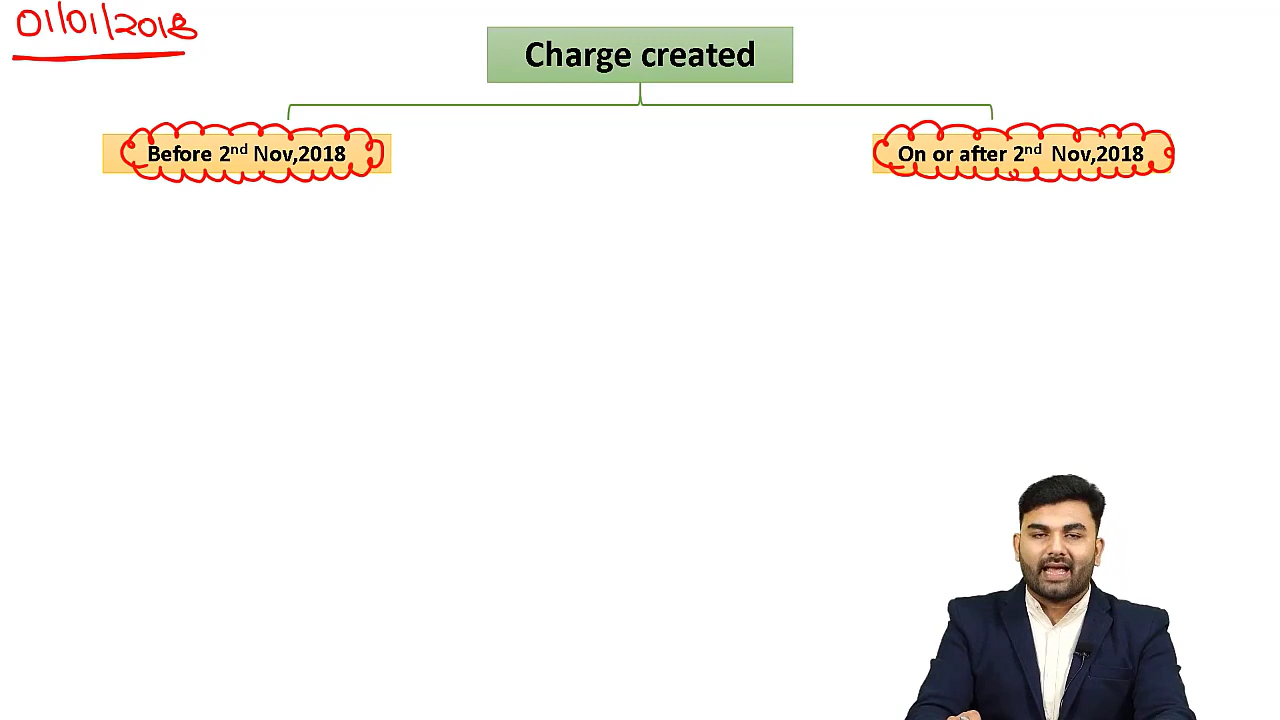 01/01/2018
Charge created
Before 2nd Nov,2018
On or after 2nd Nov,2018